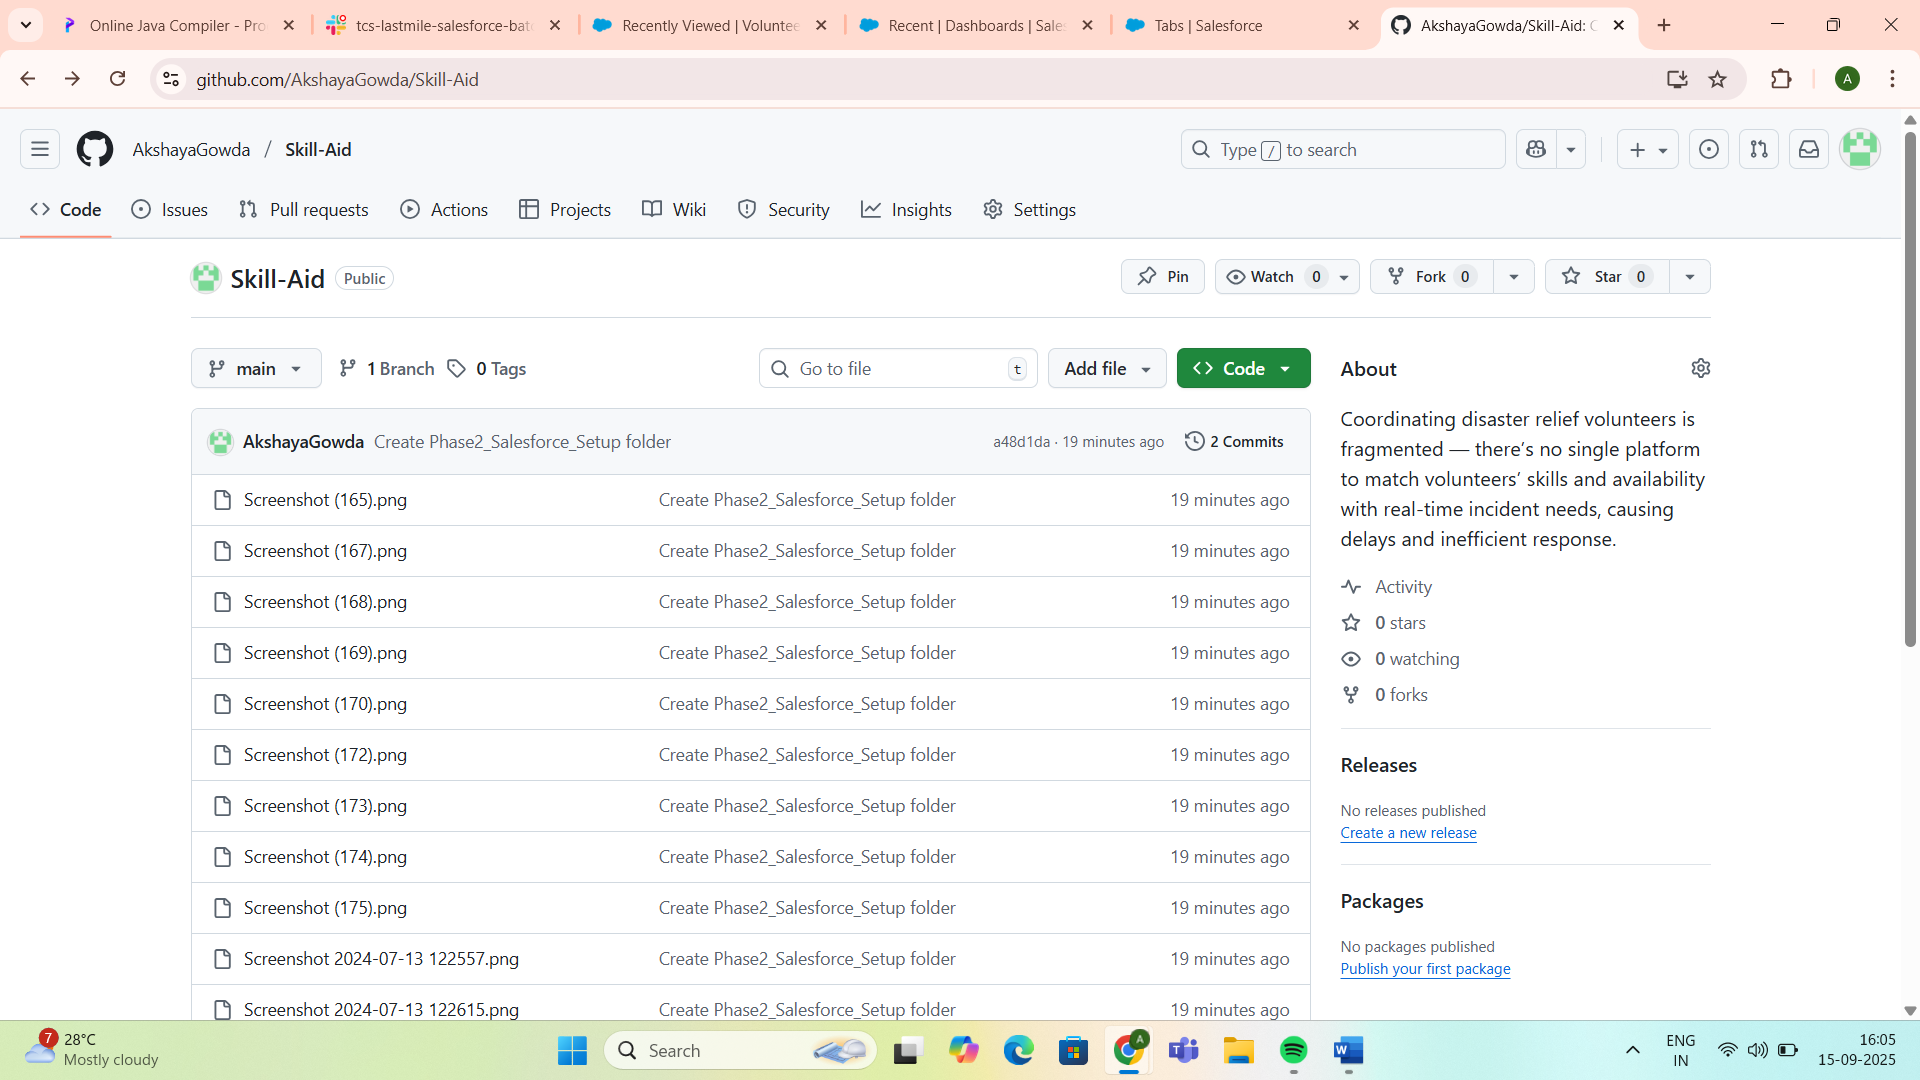 Online Java Compiler - Pro
tcs-lastmile-salesforce-bat
Recently Viewed | Voluntee
Recent | Dashboards | Sales
Tabs | Salesforce
AkshayaGowda/Skill-Aid: C
github.com/AkshayaGowda/Skill-Aid
A
AkshayaGowda / Skill-Aid
Type / to search
Code
Issues
Pull requests
Actions
Projects
Wiki
Security
Insights
Settings
Skill-Aid
Public
Pin
Watch 0
Fork 0
Star 0
main
1 Branch
0 Tags
Go to file
t
Add file
Code
AkshayaGowda Create Phase2_Salesforce_Setup folder
a48d1da · 19 minutes ago
2 Commits
Screenshot (165).png Create Phase2_Salesforce_Setup folder 19 minutes ago
Screenshot (167).png Create Phase2_Salesforce_Setup folder 19 minutes ago
Screenshot (168).png Create Phase2_Salesforce_Setup folder 19 minutes ago
Screenshot (169).png Create Phase2_Salesforce_Setup folder 19 minutes ago
Screenshot (170).png Create Phase2_Salesforce_Setup folder 19 minutes ago
Screenshot (172).png Create Phase2_Salesforce_Setup folder 19 minutes ago
Screenshot (173).png Create Phase2_Salesforce_Setup folder 19 minutes ago
Screenshot (174).png Create Phase2_Salesforce_Setup folder 19 minutes ago
Screenshot (175).png Create Phase2_Salesforce_Setup folder 19 minutes ago
Screenshot 2024-07-13 122557.png Create Phase2_Salesforce_Setup folder 19 minutes ago
Screenshot 2024-07-13 122615.png Create Phase2_Salesforce_Setup folder 19 minutes ago
About
Coordinating disaster relief volunteers is
fragmented — there’s no single platform
to match volunteers’ skills and availability
with real-time incident needs, causing
delays and inefficient response.
Activity
0 stars
0 watching
0 forks
Releases
No releases published
Create a new release
Packages
No packages published
Publish your first package
7
28°C
Mostly cloudy
Search
A
ENG
IN
16:05
15-09-2025